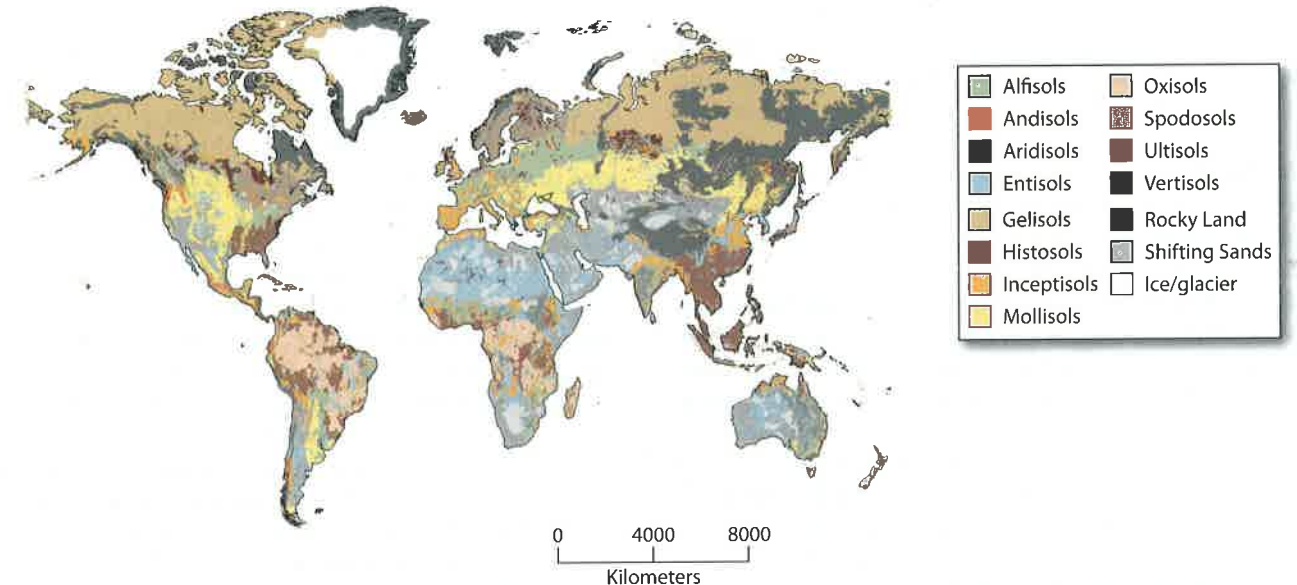 Alfisols
Andisols
Aridisols
Entisols
Gelisols
Histosols
Inceptisols
Mollisols
Oxisols
Spodosols
Ultisols
Vertisols
Rocky Land
Shifting Sands
Ice/glacier
0 4000 8000
Kilometers